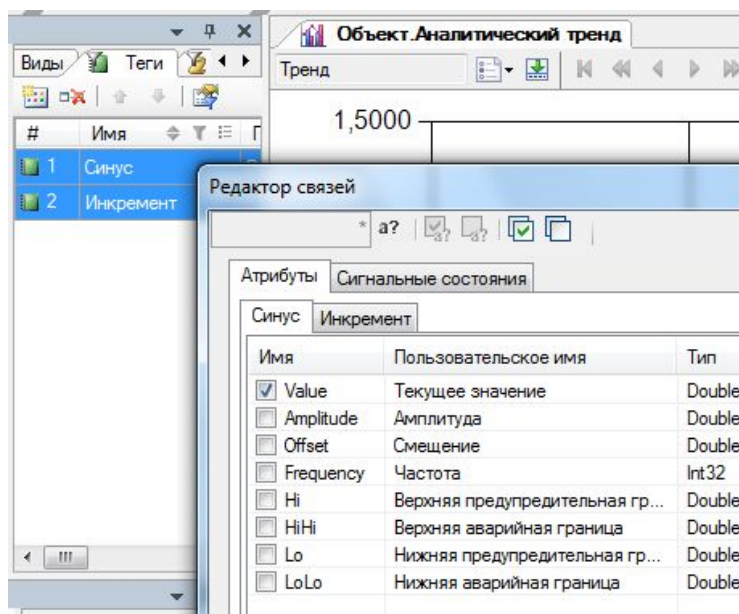 Объект.Аналитический тренд
Виды Теги
Тренд
# Имя
1,5000
1 Синус
2 Инкремент
Редактор связей
* a?
Атрибуты Сигнальные состояния
Синус Инкремент
Имя Пользовательское имя Тип
Value Текущее значение Double
Amplitude Амплитуда Double
Offset Смещение Double
Frequency Частота Int32
Hi Верхняя предупредительная гр... Double
HiHi Верхняя аварийная граница Double
Lo Нижняя предупредительная гр... Double
LoLo Нижняя аварийная граница Double